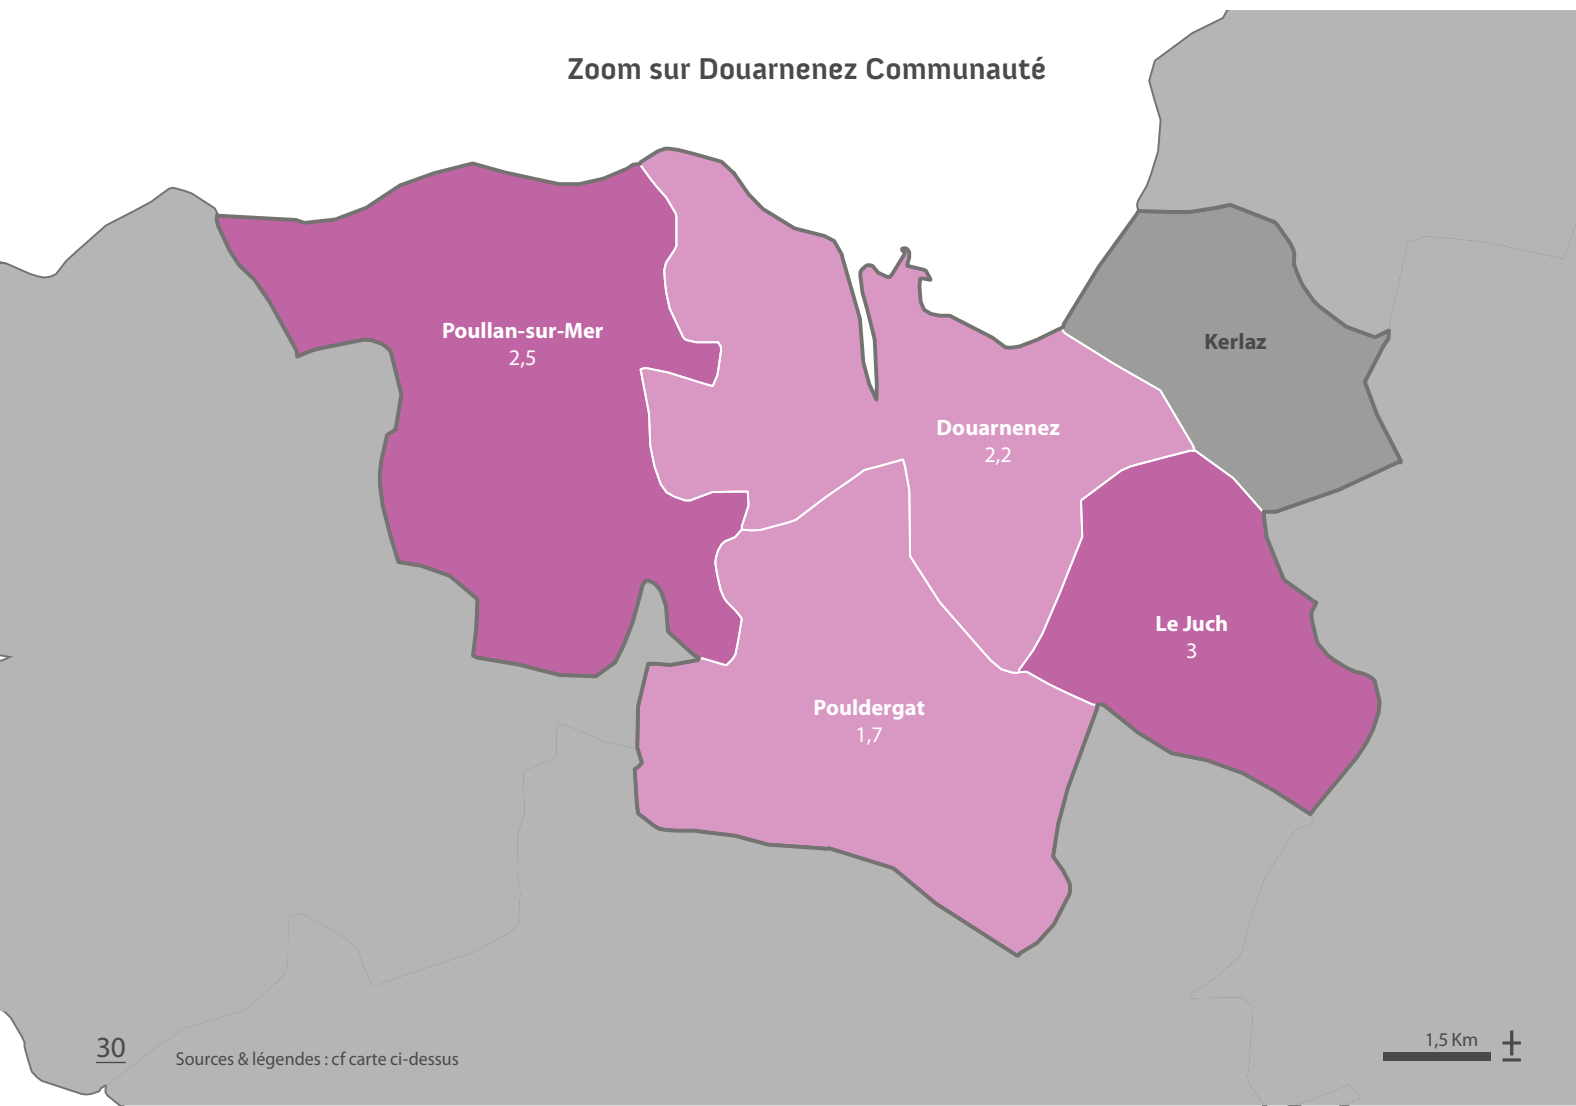 Zoom sur Douarnenez Communauté
Poullan-sur-Mer
2,5
Kerlaz
Douarnenez
2,2
Le Juch
3
Pouldergat
1,7
30
Sources & légendes : cf carte ci-dessus
1,5 Km